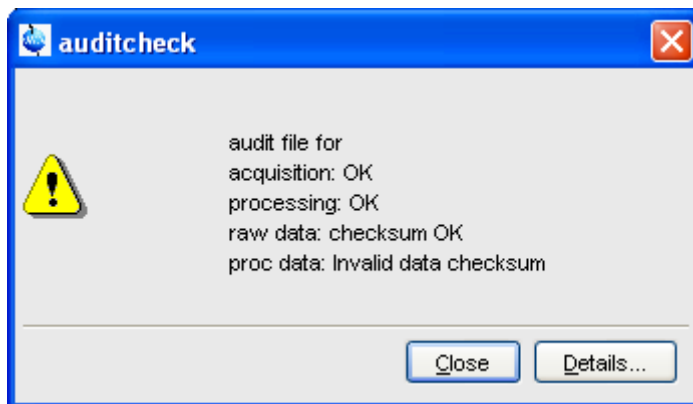 auditcheck
audit file for
acquisition: OK
processing: OK
raw data: checksum OK
proc data: Invalid data checksum
Close
Details...